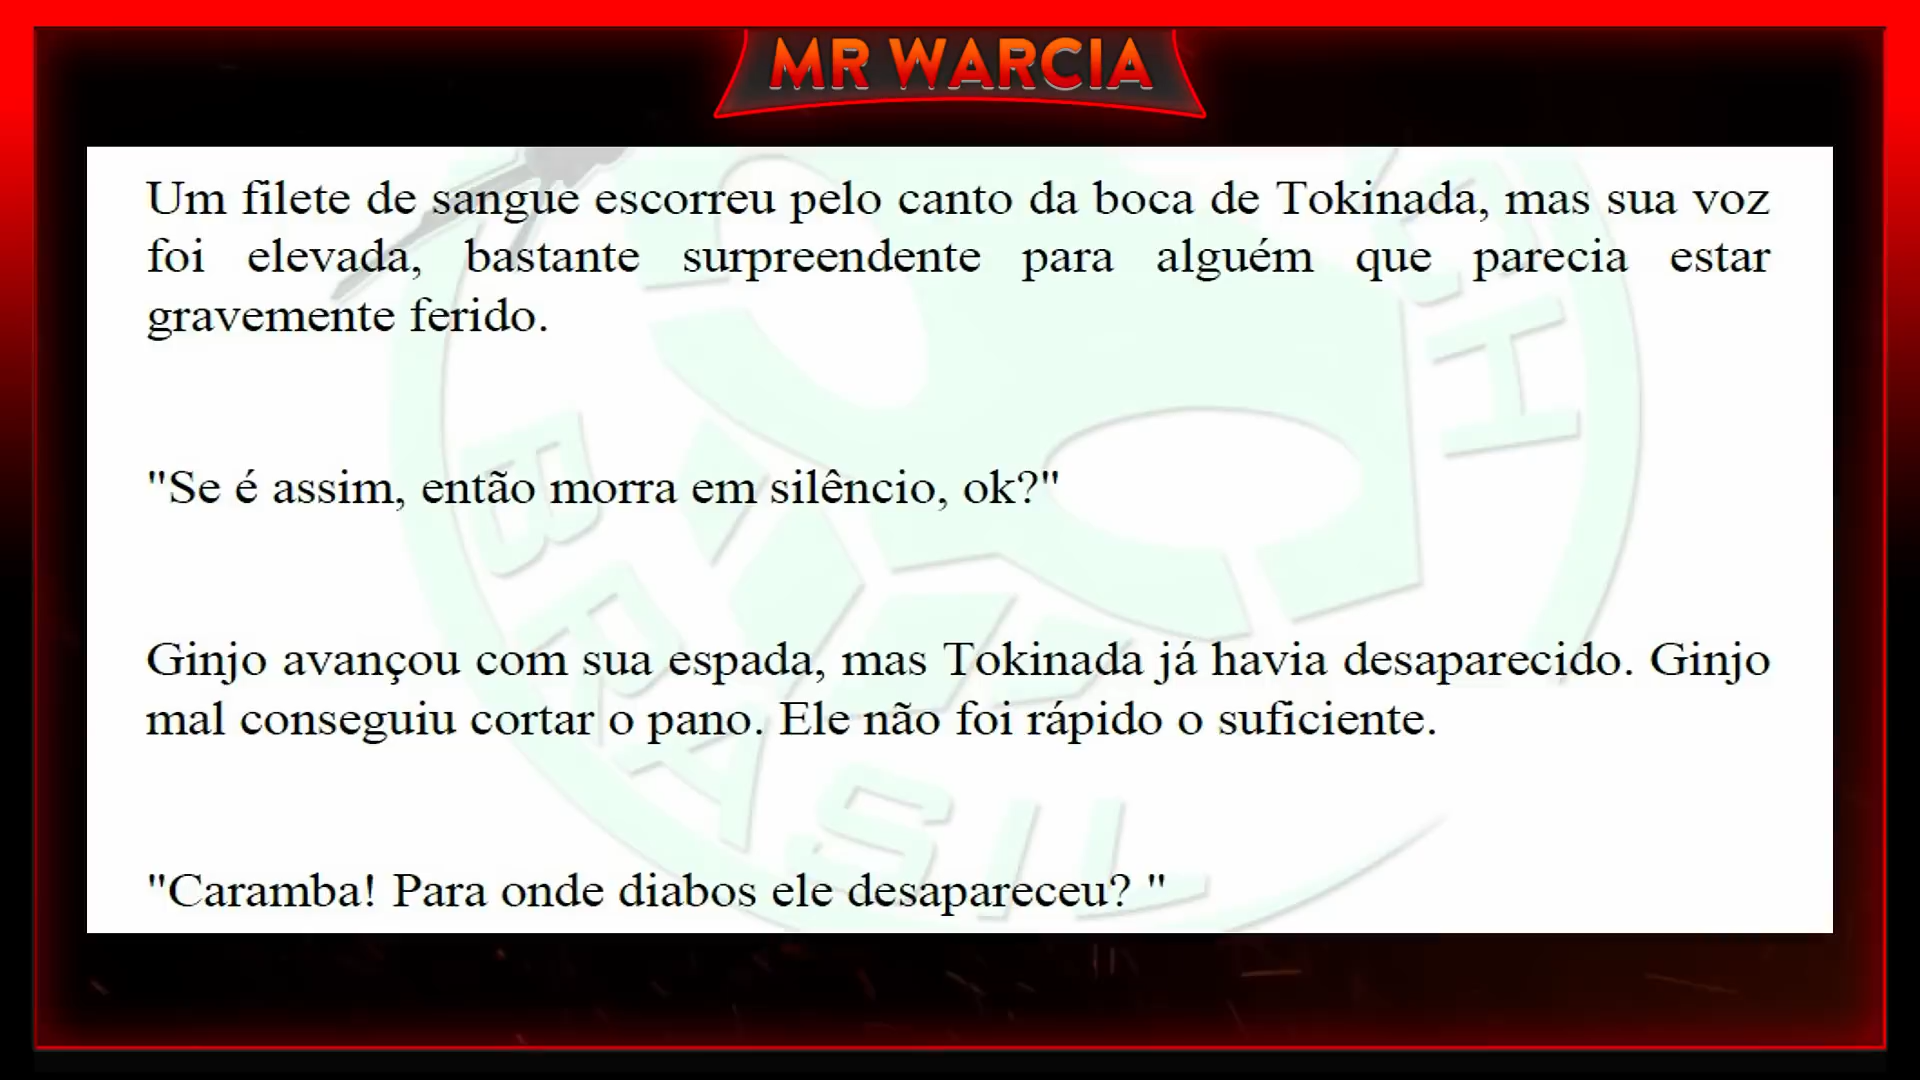 MR WARCIA
Um filete de sangue escorreu pelo canto da boca de Tokinada, mas sua voz
foi elevada, bastante surpreendente para alguém que parecia estar
gravemente ferido.
"Se é assim, então morra em silêncio, ok?"
Ginjo avançou com sua espada, mas Tokinada já havia desaparecido. Ginjo
mal conseguiu cortar o pano. Ele não foi rápido o suficiente.
"Caramba! Para onde diabos ele desapareceu? "
BRASIL